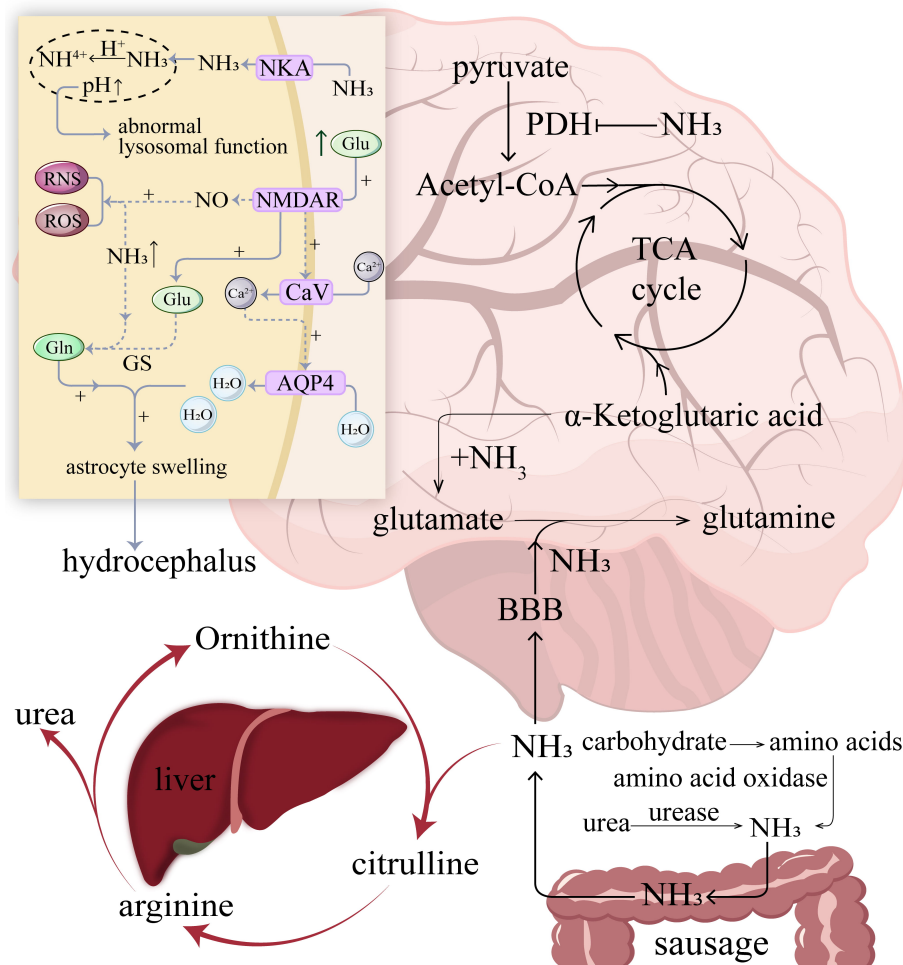 NH⁴⁺ H⁺ NH₃ NH₃ NKA
NH₃
pH↑
abnormal
lysosomal function
↑ Glu
RNS
ROS
+ NO NMDAR +
NH₃↑
+ +
Glu Ca²⁺ CaV Ca²⁺
Gln
GS
+
H₂O AQP4
H₂O
H₂O
+
+
astrocyte swelling
hydrocephalus
pyruvate
PDH NH₃
Acetyl-CoA
TCA
cycle
α-Ketoglutaric acid
+NH₃
glutamate glutamine
NH₃
BBB
NH₃
carbohydrate amino acids
amino acid oxidase
urea urease NH₃
NH₃
sausage
Ornithine
urea
liver
citrulline
arginine